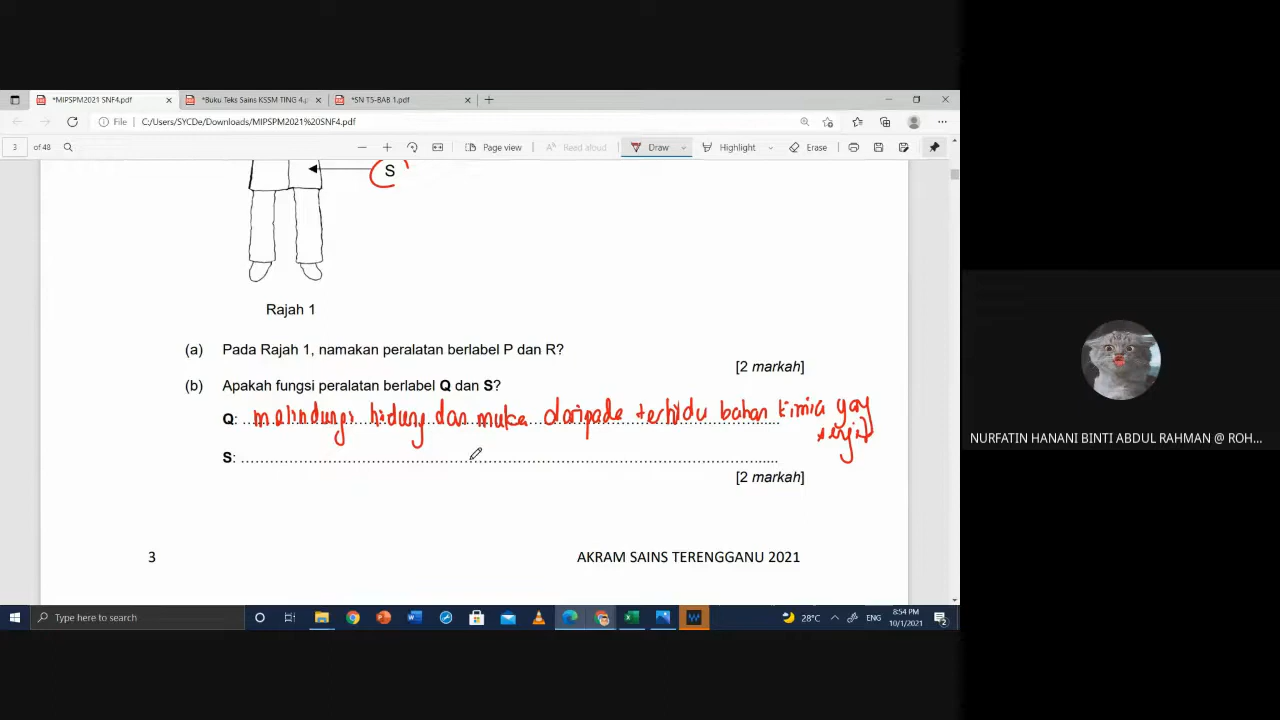 *MIPSPM2021 SNF4.pdf
*Buku Teks Sains KSSM TING 4.p
*SN T5-BAB 1.pdf
File
C:/Users/SYCDe/Downloads/MIPSPM2021%20SNF4.pdf
3 of 48
Page view
Read aloud
Draw
Highlight
Erase
S
Rajah 1
(a) Pada Rajah 1, namakan peralatan berlabel P dan R?
[2 markah]
(b) Apakah fungsi peralatan berlabel Q dan S?
Q: melindungi hidung dan muka daripada terhidu bahan kimia yang
S:
[2 markah]
3
AKRAM SAINS TERENGGANU 2021
NURFATIN HANANI BINTI ABDUL RAHMAN @ ROH...
Type here to search
28°C
ENG
8:54 PM
10/1/2021
2